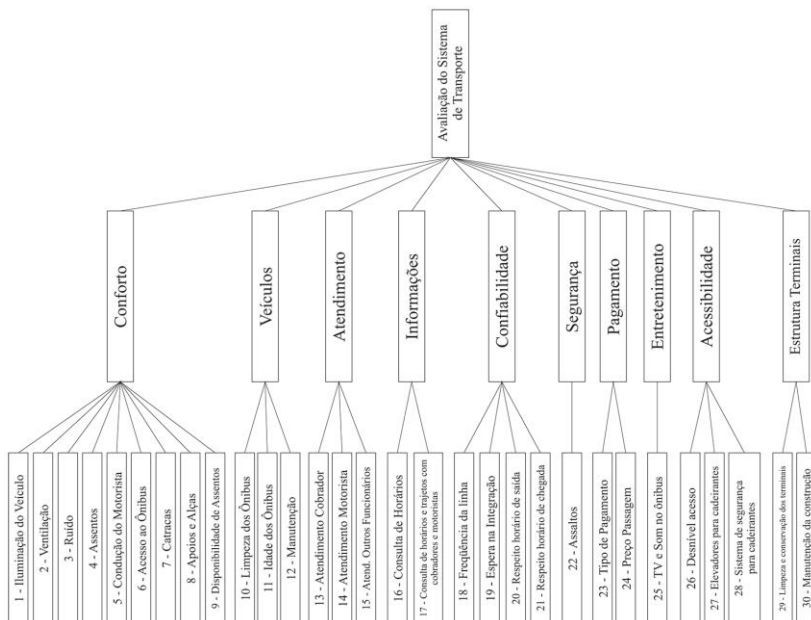 Avaliação do Sistema
de Transporte
Conforto
Veículos
Atendimento
Informações
Confiabilidade
Segurança
Pagamento
Entretenimento
Acessibilidade
Estrutura Terminais
1 - Iluminação do Veículo
2 - Ventilação
3 - Ruído
4 - Assentos
5 - Condução do Motorista
6 - Acesso ao Ônibus
7 - Catracas
8 - Apoios e Alças
9 - Disponibilidade de Assentos
10 - Limpeza dos Ônibus
11 - Idade dos Ônibus
12 - Manutenção
13 - Atendimento Cobrador
14 - Atendimento Motorista
15 - Atend. Outros Funcionários
16 - Consulta de Horários
17 - Consulta de horários e trajetos com
cobradores e motoristas
18 - Freqüência da linha
19 - Espera na Integração
20 - Respeito horário de saída
21 - Respeito horário de chegada
22 - Assaltos
23 - Tipo de Pagamento
24 - Preço Passagem
25 - TV e Som no ônibus
26 - Desnível acesso
27 - Elevadores para cadeirantes
28 - Sistema de segurança
para cadeirantes
29 - Limpeza e conservação dos terminais
30 - Manutenção da construção